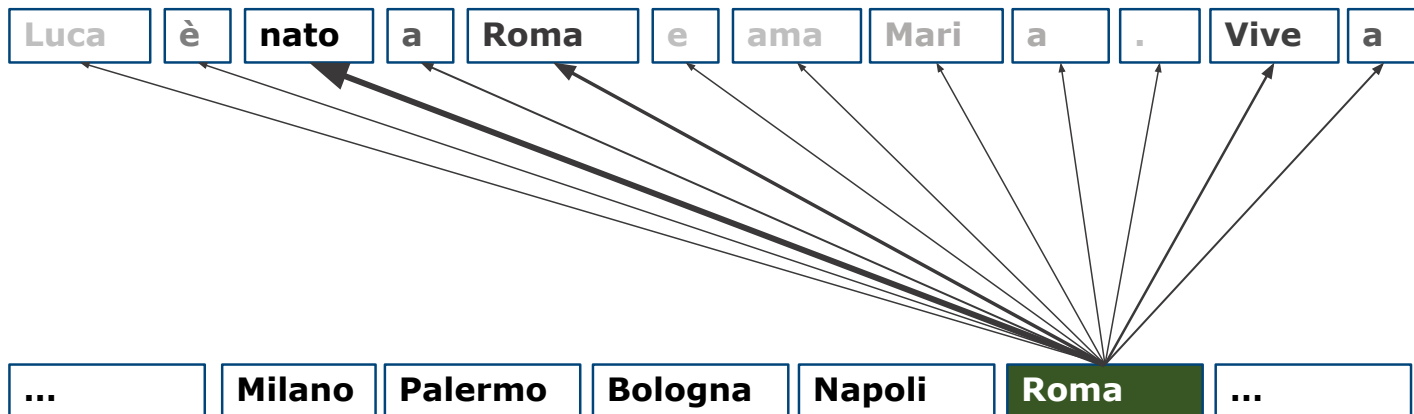 Luca è nato a Roma e ama Mari a . Vive a
... Milano Palermo Bologna Napoli Roma ...